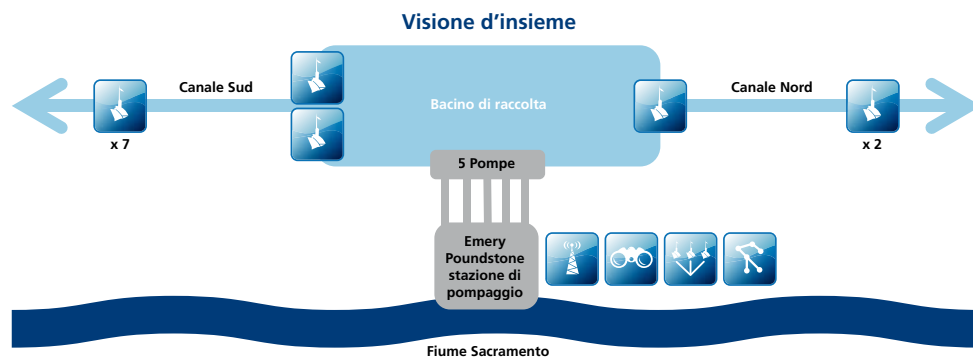 Visione d'insieme
Canale Sud
Bacino di raccolta
Canale Nord
x 7
x 2
5 Pompe
Emery
Poundstone
stazione di
pompaggio
Fiume Sacramento